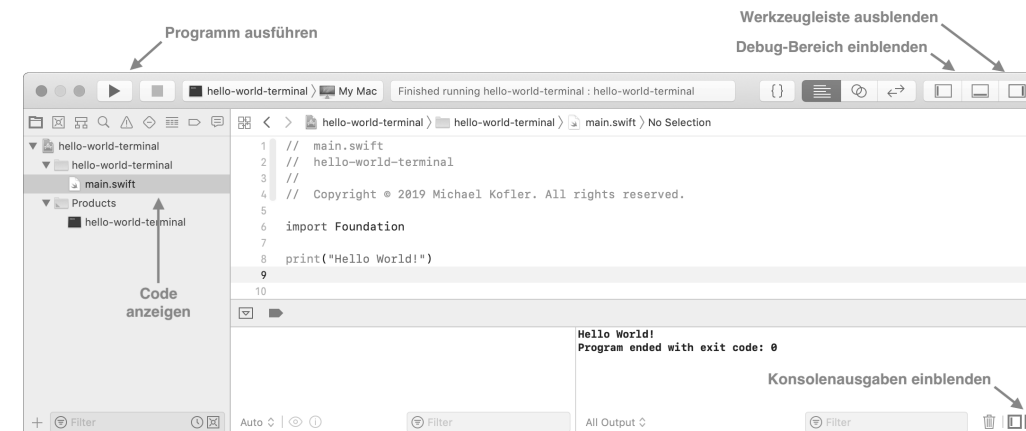 Werkzeugleiste ausblenden
Programm ausführen
Debug-Bereich einblenden
hello-world-terminal My Mac
Finished running hello-world-terminal : hello-world-terminal
{}
hello-world-terminal hello-world-terminal main.swift No Selection
hello-world-terminal
hello-world-terminal
main.swift
Products
hello-world-terminal
1 // main.swift
2 // hello-world-terminal
3 //
4 // Copyright © 2019 Michael Kofler. All rights reserved.
5
6 import Foundation
7
8 print("Hello World!")
9
10
Code
anzeigen
Hello World!
Program ended with exit code: 0
Konsolenausgaben einblenden
Filter
Auto
Filter
All Output
Filter